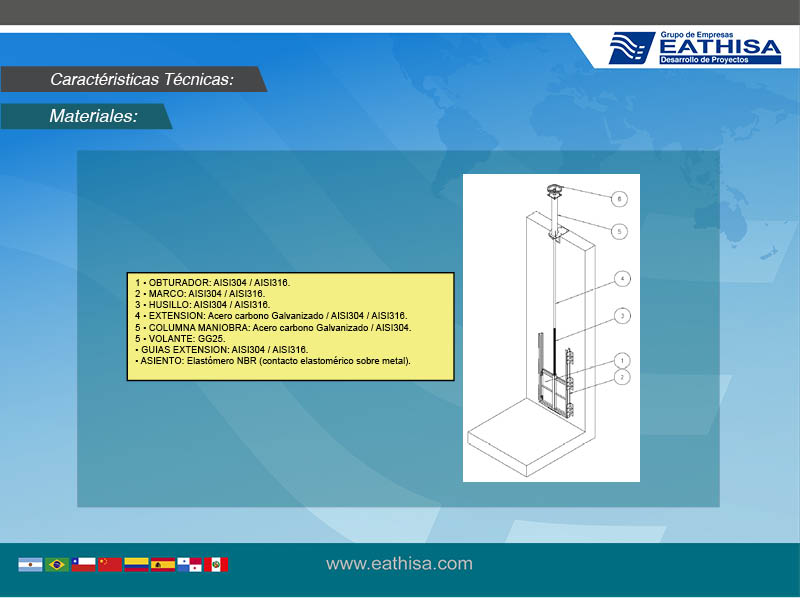 Grupo de Empresas
EATHISA
Desarrollo de Proyectos
Caractéristicas Técnicas:
Materiales:
1 - OBTURADOR: AISI304 / AISI316.
2 - MARCO: AISI304 / AISI316.
3 - HUSILLO: AISI304 / AISI316.
4 - EXTENSION: Acero carbono Galvanizado / AISI304 / AISI316.
5 - COLUMNA MANIOBRA: Acero carbono Galvanizado / AISI304.
5 - VOLANTE: GG25.
- GUIAS EXTENSION: AISI304 / AISI316.
- ASIENTO: Elastómero NBR (contacto elastomérico sobre metal).
6
5
4
3
1
2
www.eathisa.com